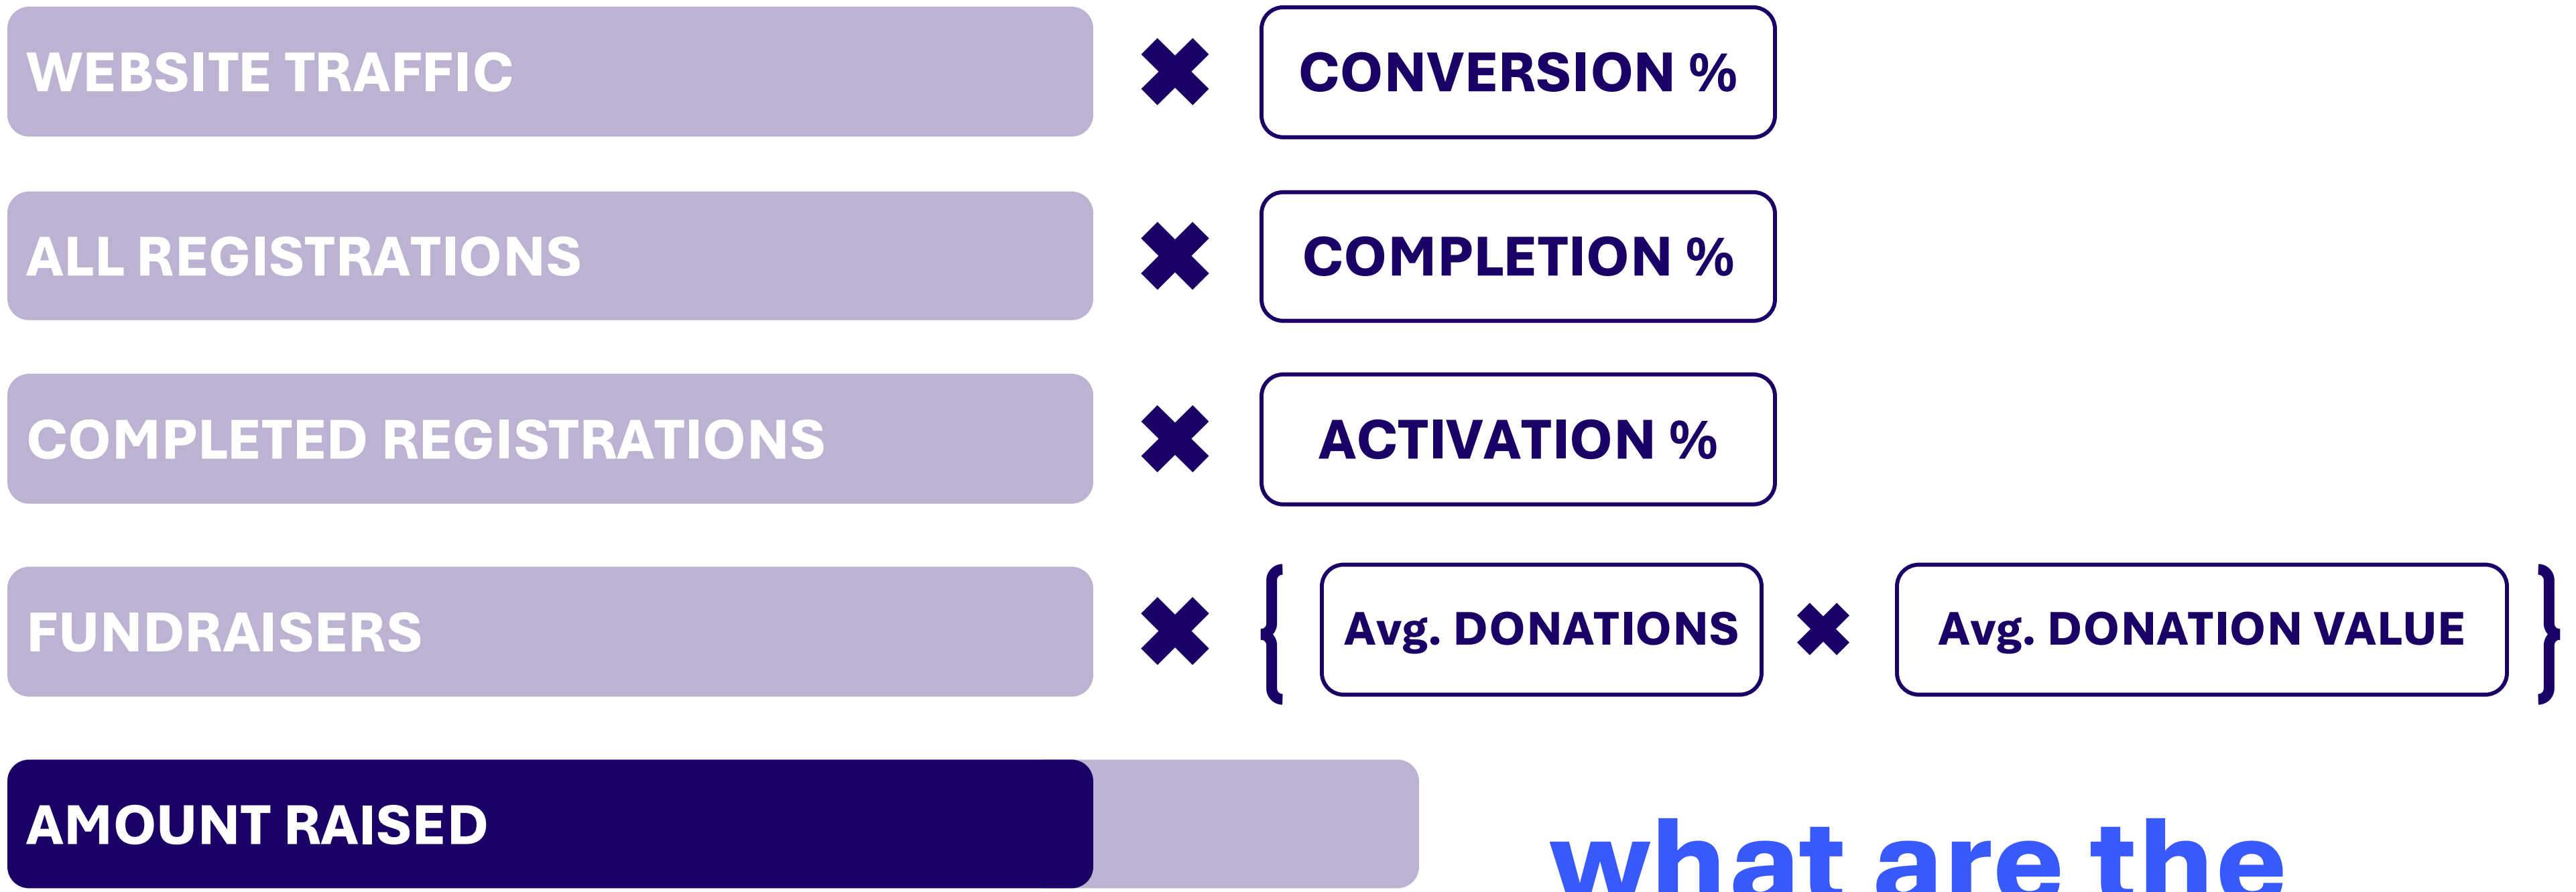 WEBSITE TRAFFIC ✖ CONVERSION %
ALL REGISTRATIONS ✖ COMPLETION %
COMPLETED REGISTRATIONS ✖ ACTIVATION %
FUNDRAISERS ✖ { Avg. DONATIONS ✖ Avg. DONATION VALUE }
AMOUNT RAISED
what are the